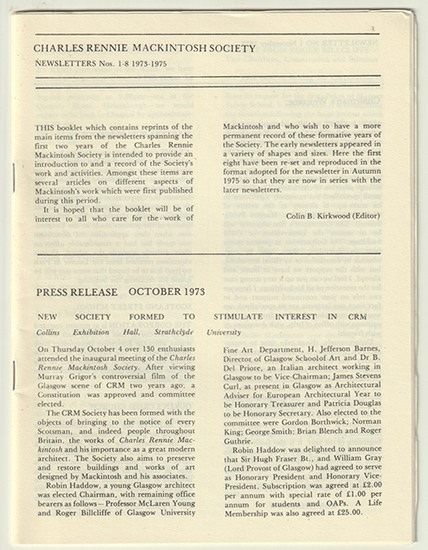 CHARLES RENNIE MACKINTOSH SOCIETY
NEWSLETTERS Nos. 1-8 1973-1975
THIS booklet which contains reprints of the
main items from the newsletters spanning the
first two years of the Charles Rennie
Mackintosh Society is intended to provide an
introduction to and a record of the Society's
work and activities. Amongst these items are
several articles on different aspects of
Mackintosh's work which were first published
during this period.
It is hoped that the booklet will be of
interest to all who care for the work of
Mackintosh and who wish to have a more
permanent record of these formative years of
the Society. The early newsletters appeared in
a variety of shapes and sizes. Here the first
eight have been re-set and reproduced in the
format adopted for the newsletter in Autumn
1975 so that they are now in series with the
later newsletters.
Colin B. Kirkwood (Editor)
PRESS RELEASE OCTOBER 1973
NEW SOCIETY FORMED TO STIMULATE INTEREST IN CRM
Collins Exhibition Hall, Strathclyde University
On Thursday October 4 over 130 enthusiasts
attended the inaugural meeting of the Charles
Rennie Mackintosh Society. After viewing
Murray Grigor's controversial film of the
Glasgow scene of CRM two years ago, a
Constitution was approved and committee
elected.
The CRM Society has been formed with the
objects of bringing to the notice of every
Scotsman, and indeed people throughout
Britain, the works of Charles Rennie Mac-
kintosh and his importance as a great modern
architect. The Society also aims to preserve
and restore buildings and works of art
designed by Mackintosh and his associates.
Robin Haddow, a young Glasgow architect
was elected Chairman, with remaining office
bearers as follows—Professor McLaren Young
and Roger Billcliffe of Glasgow University
Fine Art Department, H. Jefferson Barnes,
Director of Glasgow School of Art and Dr B.
Del Priore, an Italian architect working in
Glasgow to be Vice-Chairman; James Stevens
Curl, at present in Glasgow as Architectural
Adviser for European Architectural Year to
be Honorary Treasurer and Patricia Douglas
to be Honorary Secretary. Also elected to the
committee were Gordon Borthwick; Norman
King; George Smith; Brian Blench and Roger
Guthrie.
Robin Haddow was delighted to announce
that Sir Hugh Fraser Bt., and William Gray
(Lord Provost of Glasgow) had agreed to serve
as Honorary President and Honorary Vice-
President. Subscription was agreed at £2.00
per annum with special rate of £1.00 per
annum for students and OAPs. A Life
Membership was also agreed at £25.00.